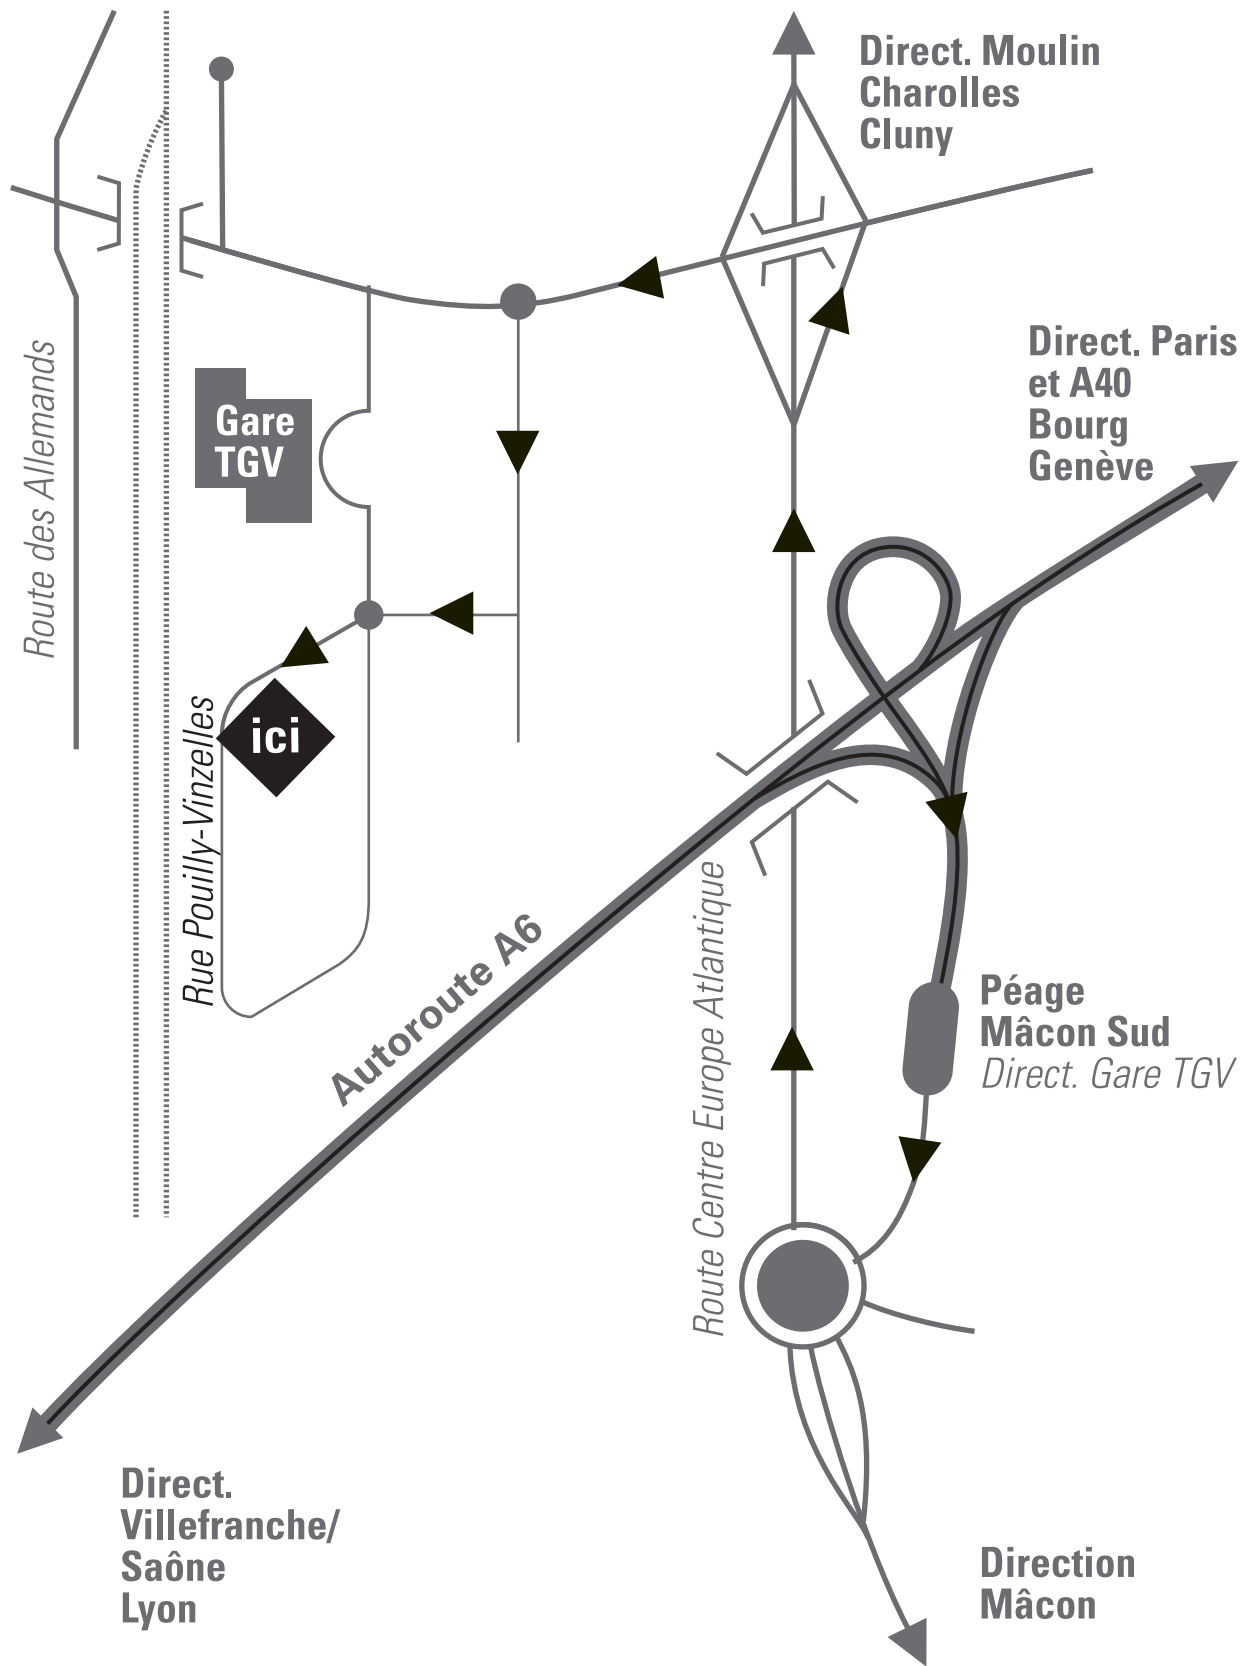 Direct. Moulin
Charolles
Cluny
Direct. Paris
et A40
Bourg
Genève
Route des Allemands
Gare
TGV
ici
Rue Pouilly-Vinzelles
Autoroute A6
Route Centre Europe Atlantique
Péage
Mâcon Sud
Direct. Gare TGV
Direct.
Villefranche/
Saône
Lyon
Direction
Mâcon